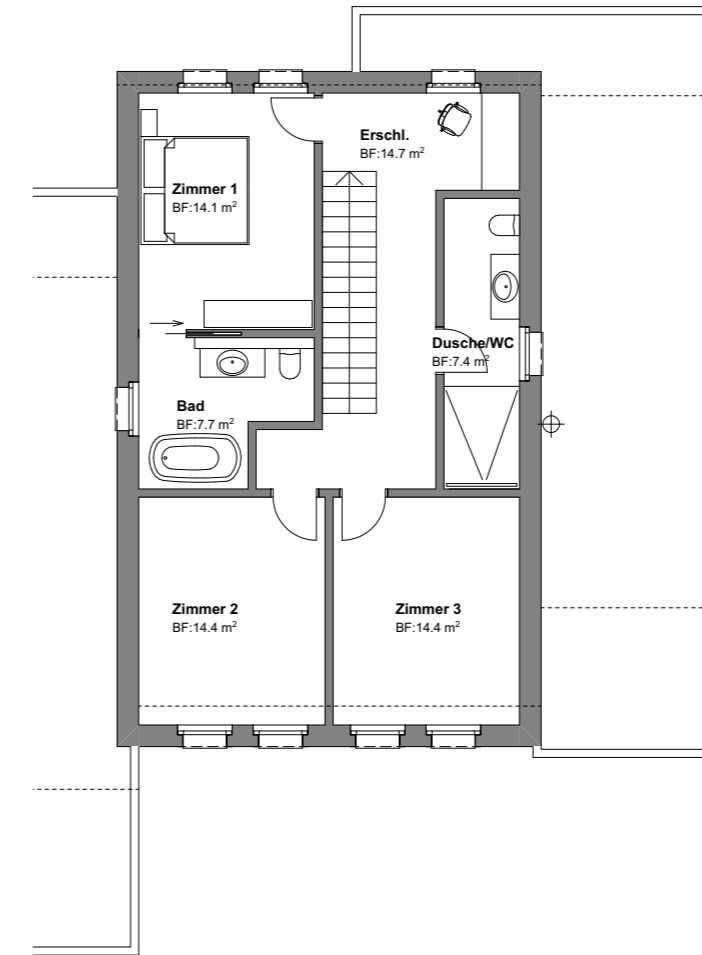 Erschl.
BF:14.7 m²
Zimmer 1
BF:14.1 m²
Dusche/WC
BF:7.4 m²
Bad
BF:7.7 m²
Zimmer 2
BF:14.4 m²
Zimmer 3
BF:14.4 m²